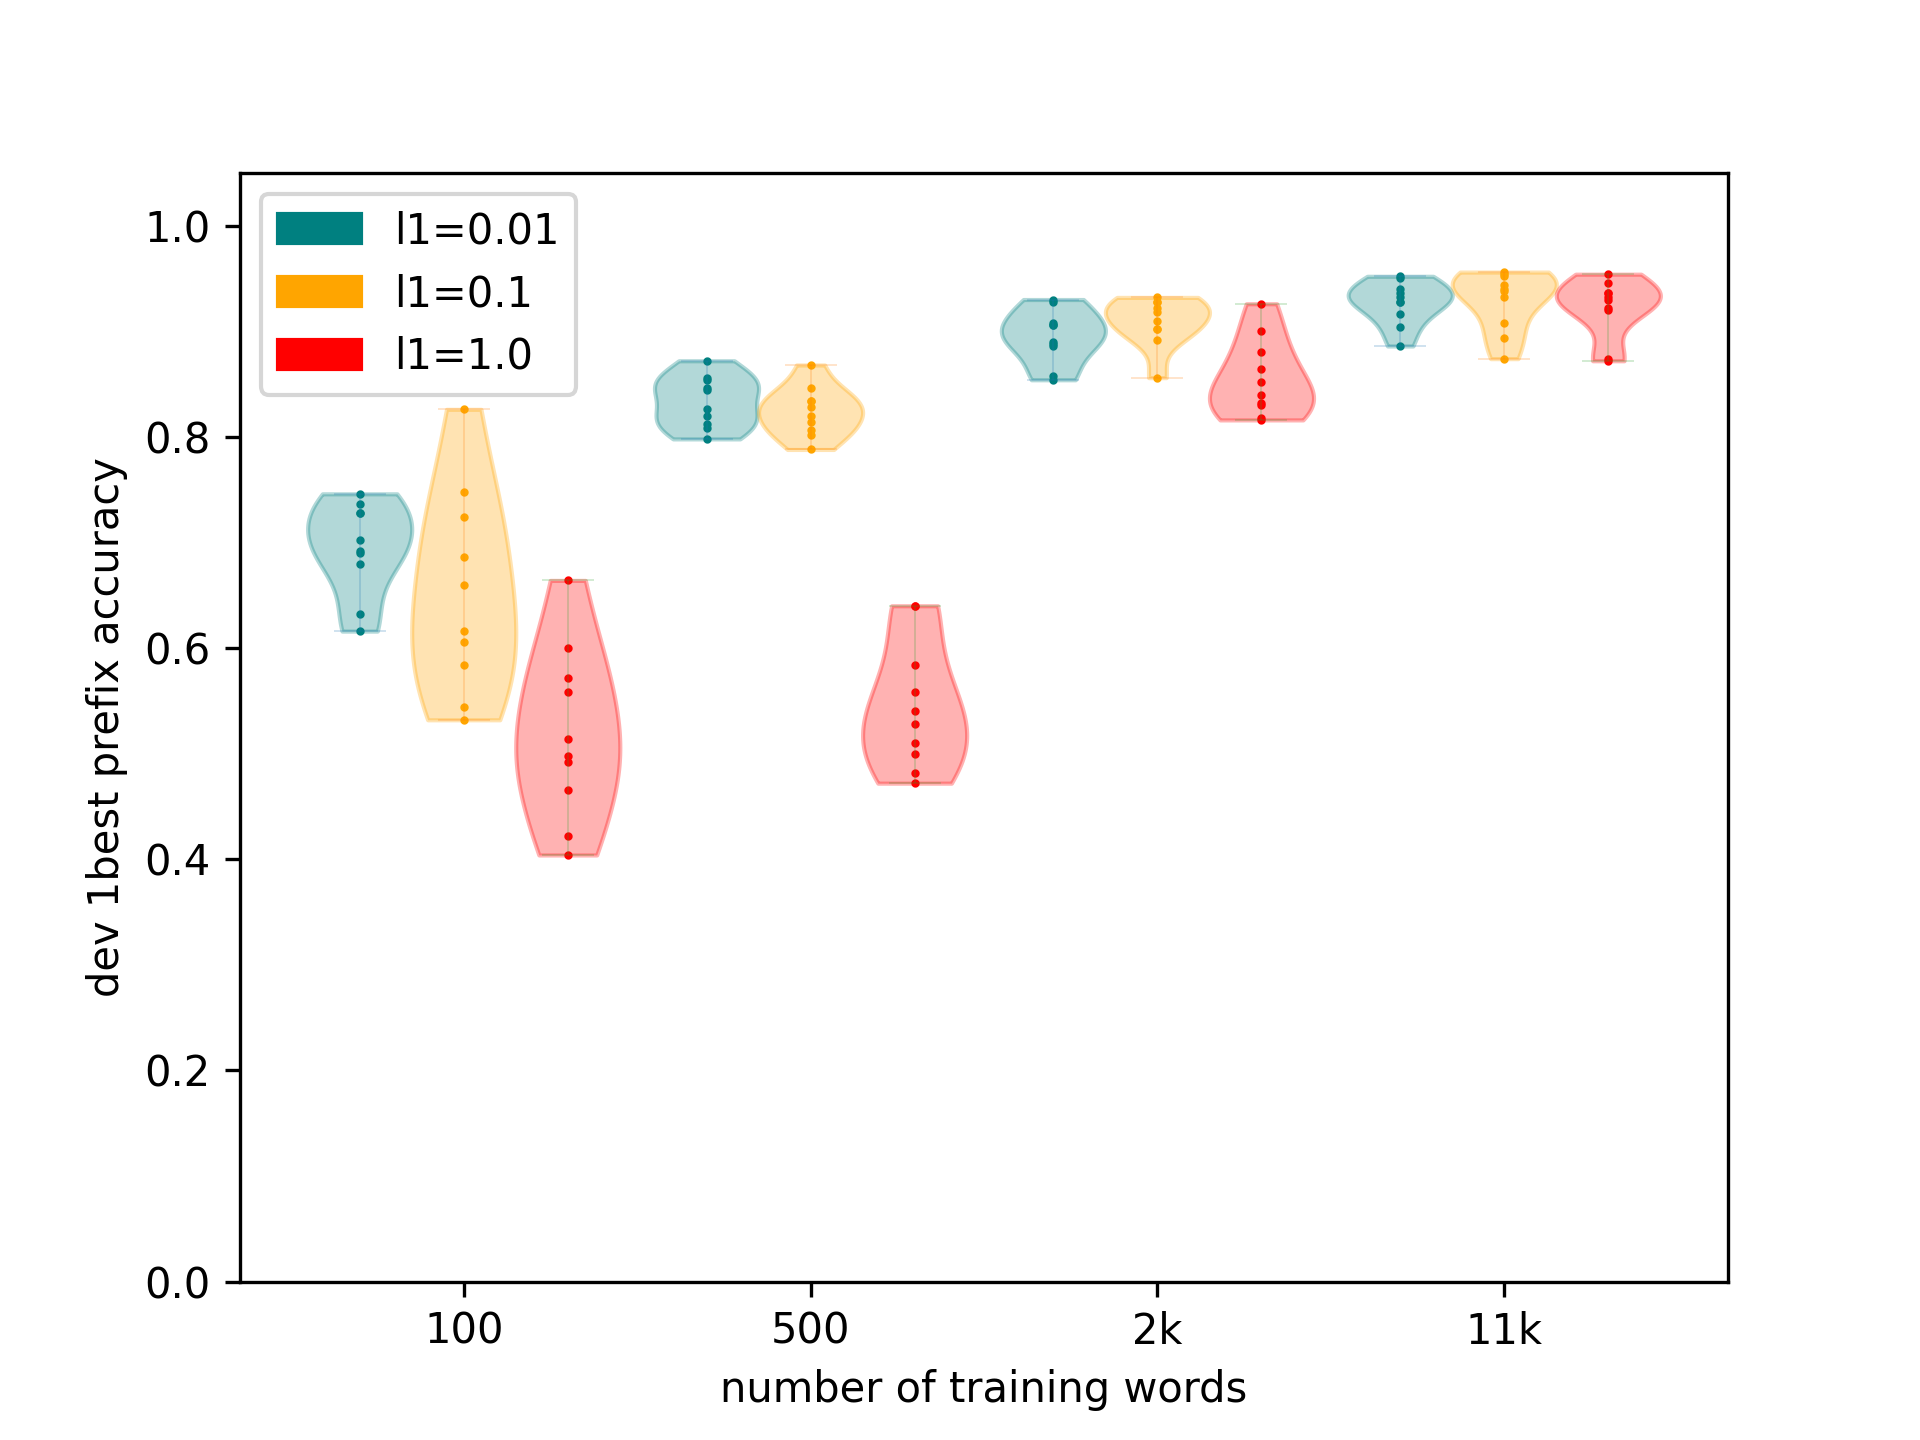 l1=0.01
l1=0.1
l1=1.0
1.0
0.8
0.6
0.4
0.2
0.0
dev 1best prefix accuracy
100 500 2k 11k
number of training words